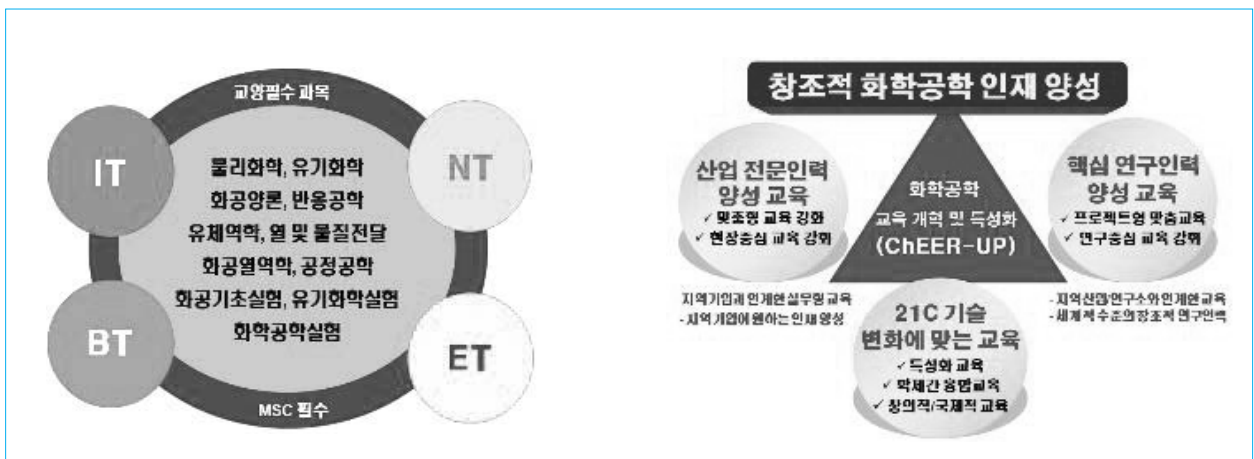 교양필수 과목
IT
NT
물리화학, 유기화학
화공양론, 반응공학
유체역학, 열 및 물질전달
화공열역학, 공정공학
화공기초실험, 유기화학실험
화학공학실험
BT
ET
MSC 필수
창조적 화학공학 인재 양성
산업 전문인력
양성 교육
✓ 맞조형 교육 강화
✓ 현장중심 교육 강화
지역기업과 연계한 실무형 교육
- 지역기업이 원하는 인재 양성
화학공학
교육 개혁 및 특성화
(ChEER-UP)
핵심 연구인력
양성 교육
✓ 프로젝트형 맞춤교육
✓ 연구중심 교육 강화
- 지역산업/연구소와 연계한 교육
- 세계적 수준의 창조적 연구인력
21C 기술
변화에 맞는 교육
✓ 특성화 교육
✓ 학제간 융합교육
✓ 창의적/국제적 교육